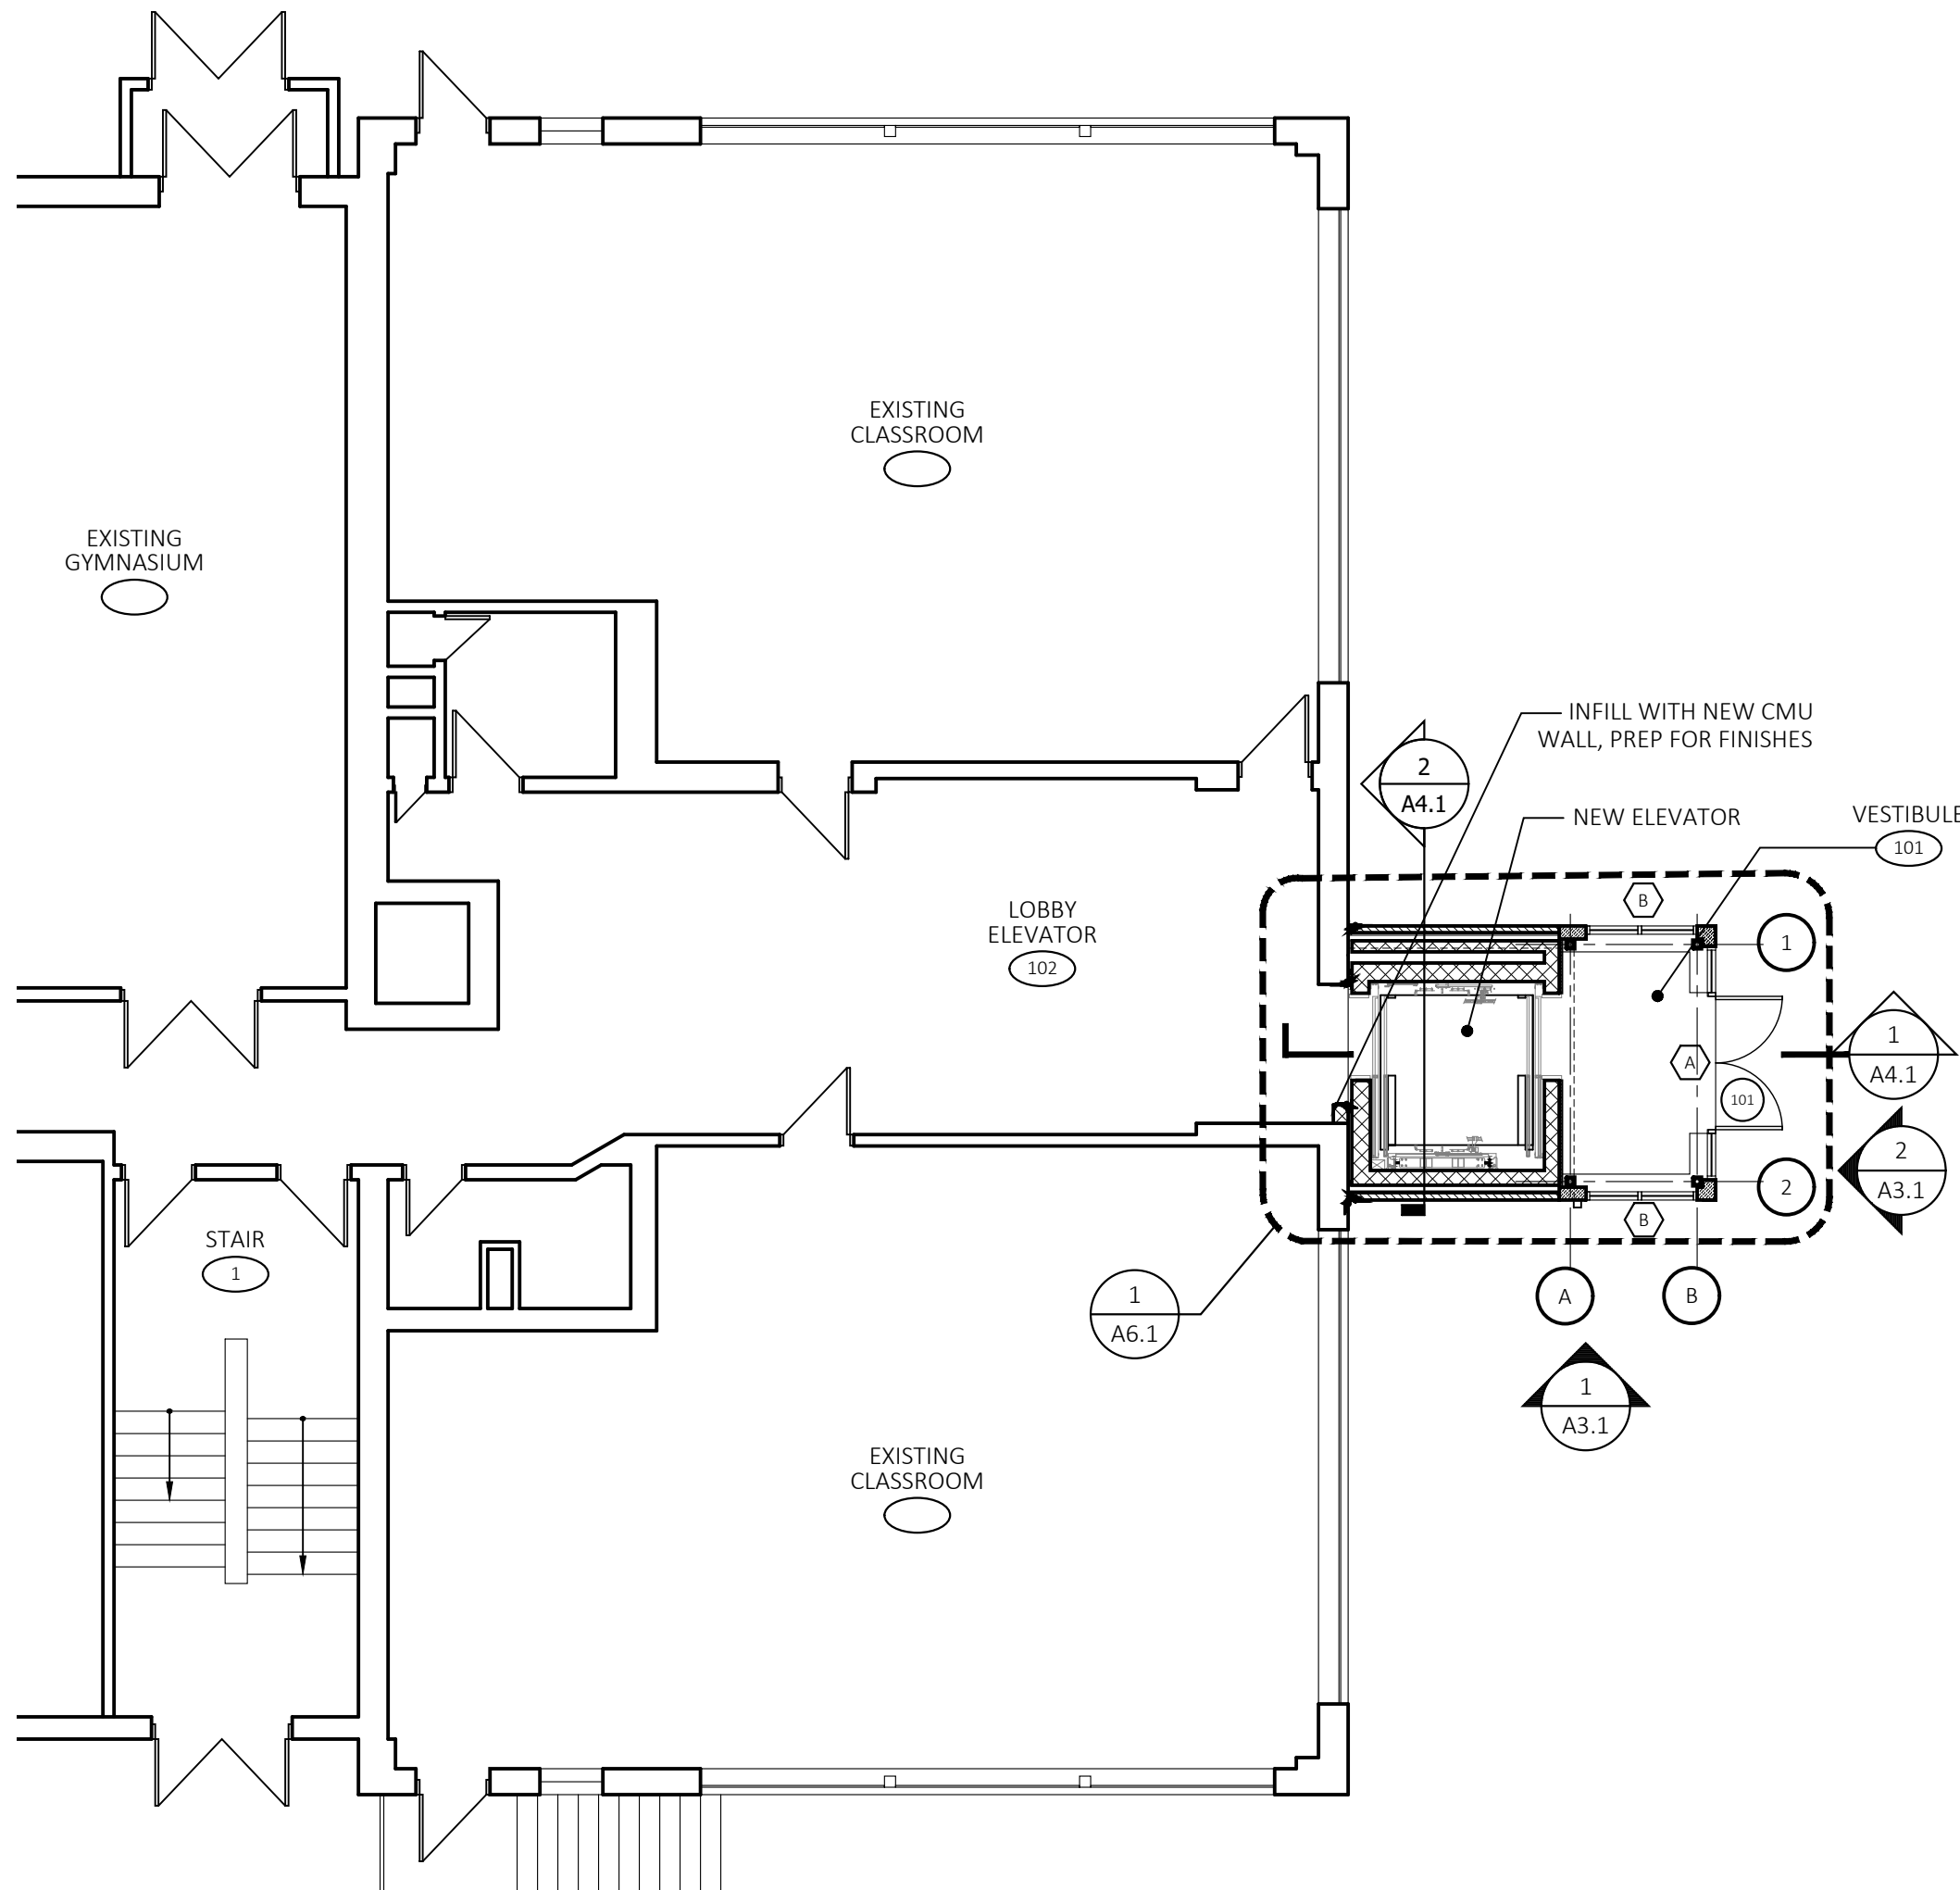 EXISTING
CLASSROOM
EXISTING
GYMNASIUM
INFILL WITH NEW CMU
WALL, PREP FOR FINISHES
2
A4.1
NEW ELEVATOR
VESTIBULE
101
LOBBY
ELEVATOR
102
B
1
1
A4.1
A
101
2
A3.1
2
B
STAIR
1
1
A6.1
A
B
1
A3.1
EXISTING
CLASSROOM